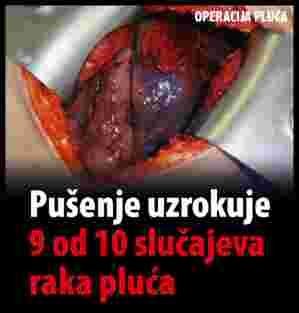 OPERACIJA PLUĆA
Pušenje uzrokuje
9 od 10 slučajeva
raka pluća